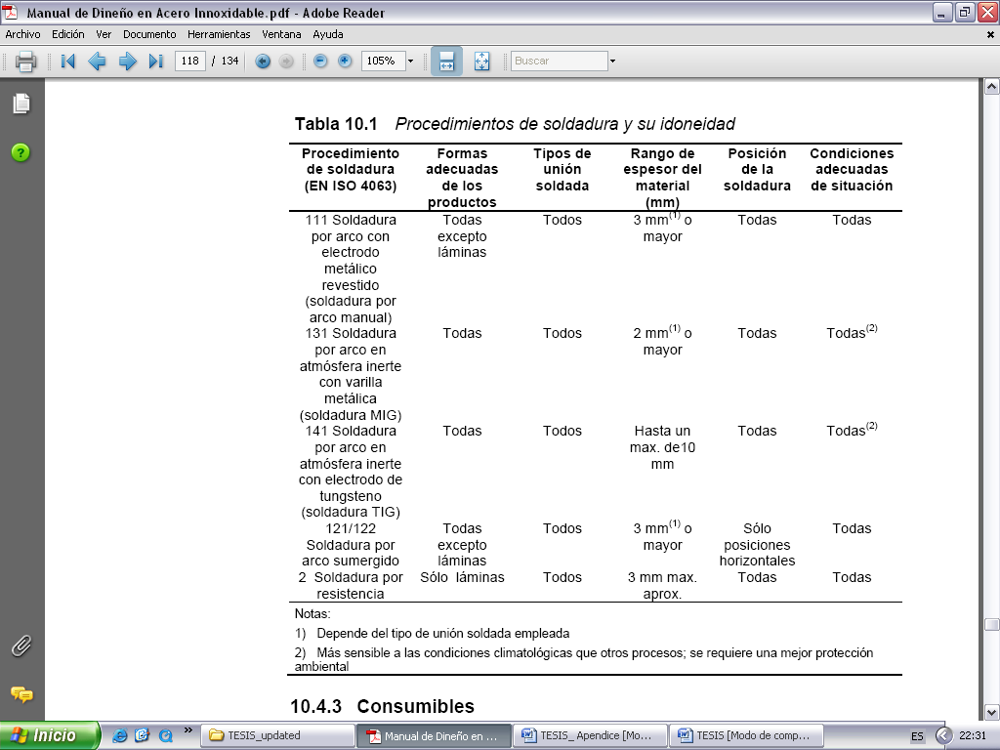 Manual de Dineño en Acero Innoxidable.pdf - Adobe Reader
Archivo Edición Ver Documento Herramientas Ventana Ayuda
118 / 134 105% Buscar
Tabla 10.1 Procedimientos de soldadura y su idoneidad
Procedimiento de soldadura (EN ISO 4063)
Formas adecuadas de los productos
Tipos de unión soldada
Rango de espesor del material (mm)
Posición de la soldadura
Condiciones adecuadas de situación
111 Soldadura por arco con electrodo metálico revestido (soldadura por arco manual)
Todas excepto láminas
Todos
3 mm(1) o mayor
Todas
Todas
131 Soldadura por arco en atmósfera inerte con varilla metálica (soldadura MIG)
Todas
Todos
2 mm(1) o mayor
Todas
Todas(2)
141 Soldadura por arco en atmósfera inerte con electrodo de tungsteno (soldadura TIG)
Todas
Todos
Hasta un max. de10 mm
Todas
Todas(2)
121/122 Soldadura por arco sumergido
Todas excepto láminas
Todos
3 mm(1) o mayor
Sólo posiciones horizontales
Todas
2 Soldadura por resistencia
Sólo láminas
Todos
3 mm max. aprox.
Todas
Todas
Notas:
1) Depende del tipo de unión soldada empleada
2) Más sensible a las condiciones climatológicas que otros procesos; se requiere una mejor protección
ambiental
10.4.3 Consumibles
Inicio » TESIS_updated Manual de Dineño en ... TESIS_ Apendice [Mo... TESIS [Modo de comp... ES 22:31